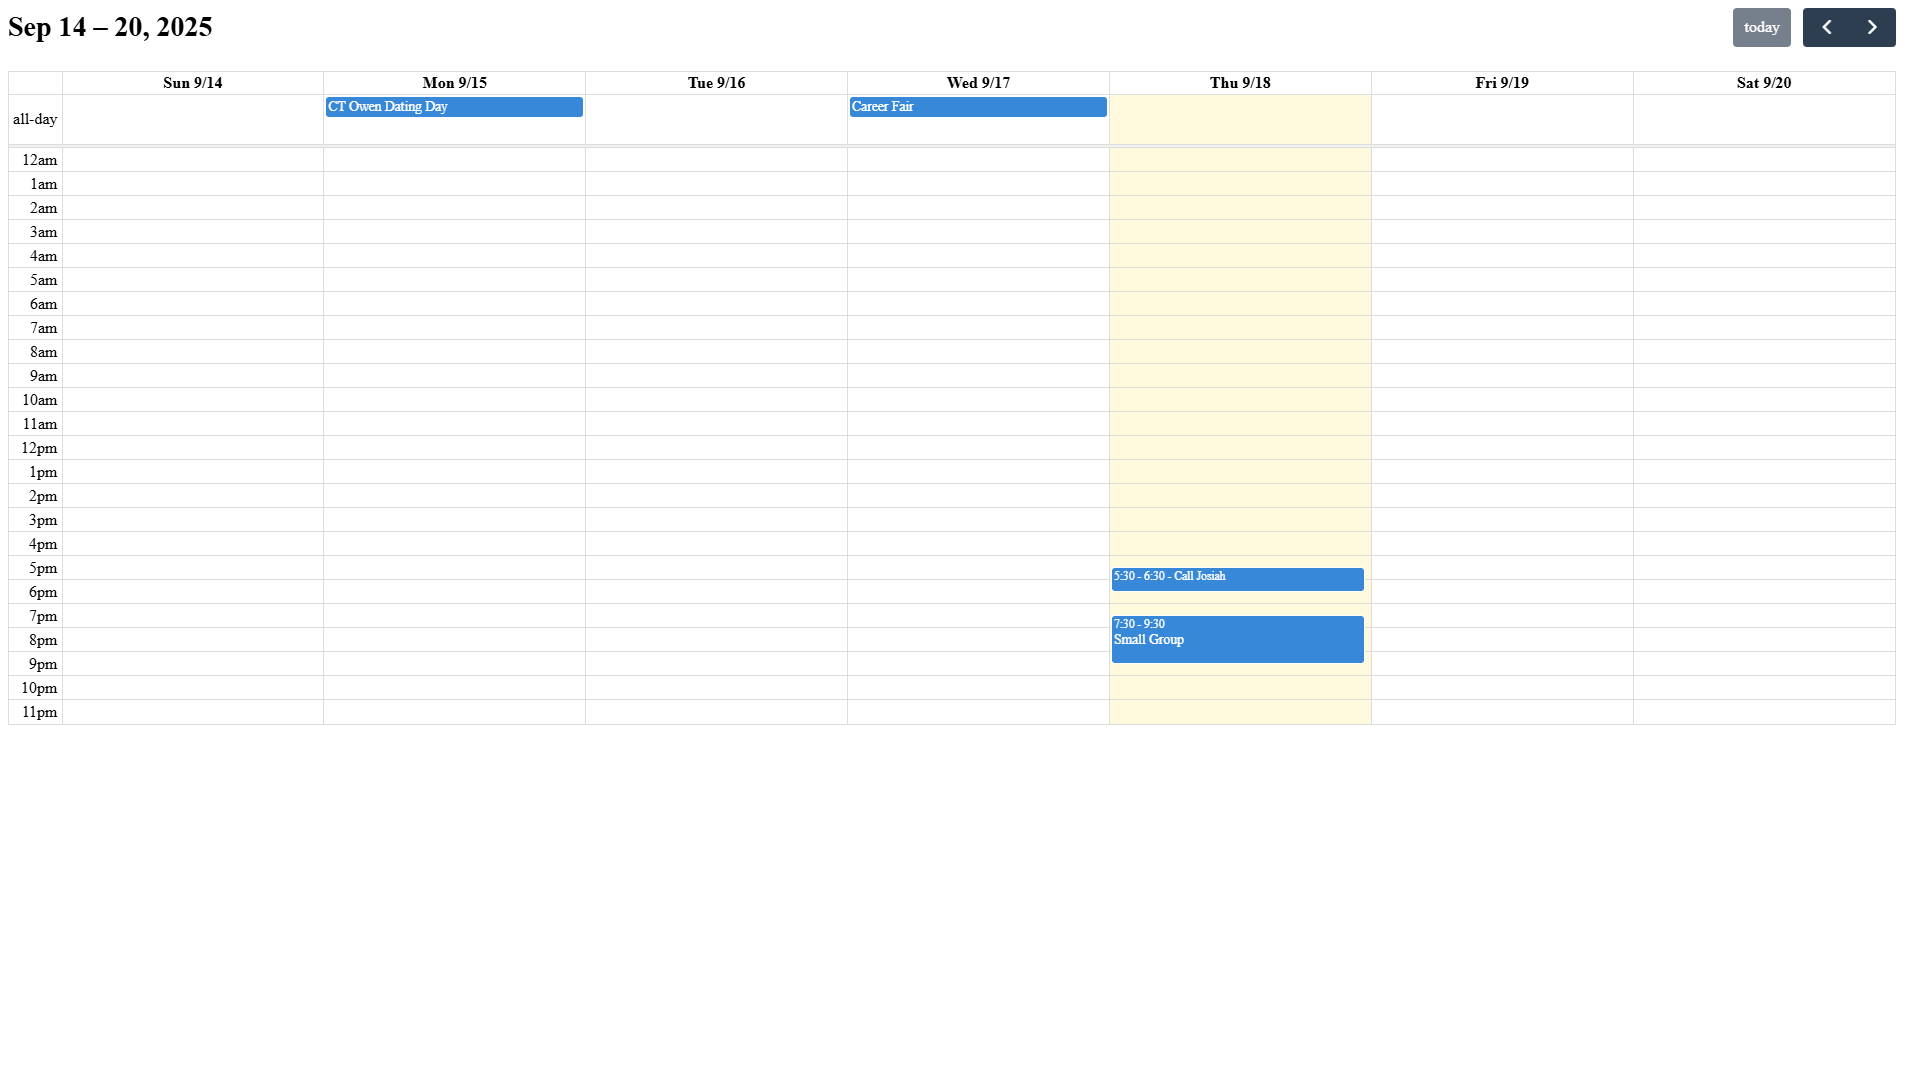 Sep 14 – 20, 2025
today
Sun 9/14 Mon 9/15 Tue 9/16 Wed 9/17 Thu 9/18 Fri 9/19 Sat 9/20
all-day CT Owen Dating Day Career Fair
12am
1am
2am
3am
4am
5am
6am
7am
8am
9am
10am
11am
12pm
1pm
2pm
3pm
4pm
5pm
5:30 - 6:30 - Call Josiah
6pm
7pm
7:30 - 9:30
8pm Small Group
9pm
10pm
11pm